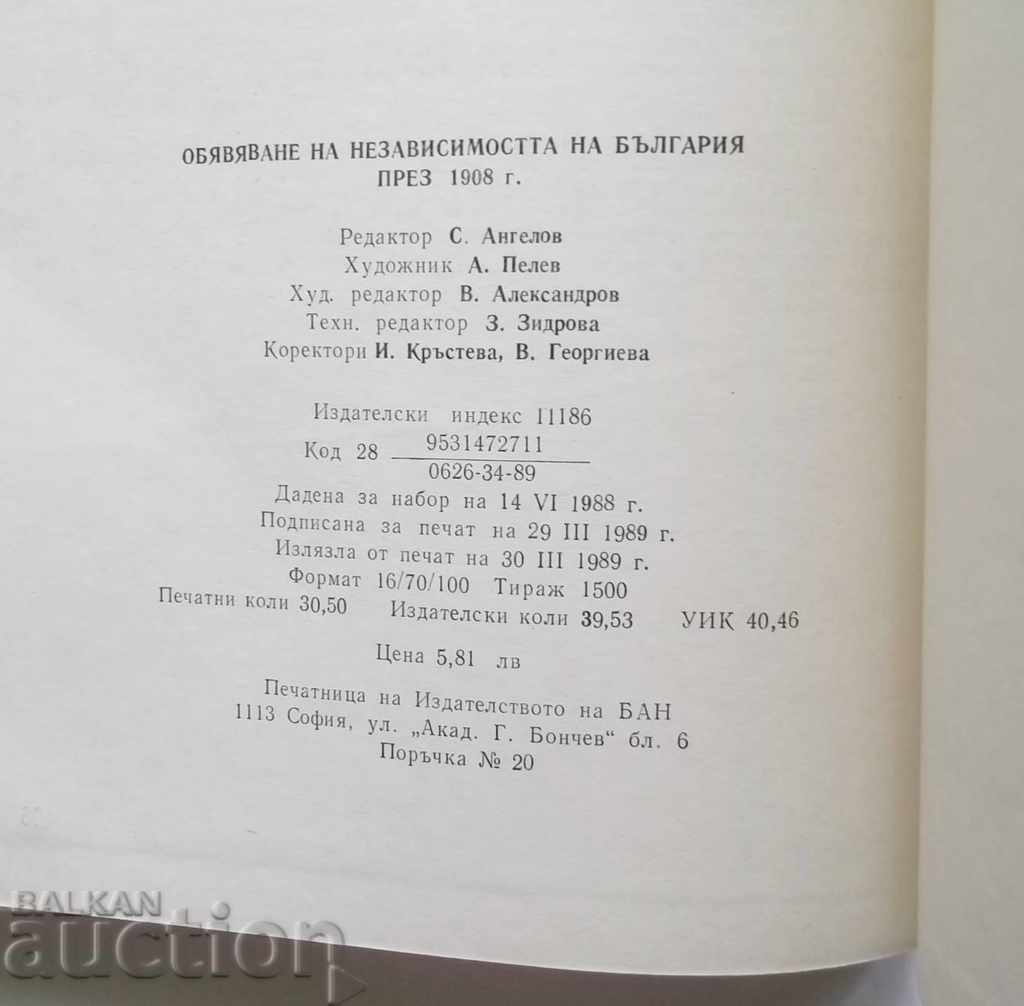 ОБЯВЯВАНЕ НА НЕЗАВИСИМОСТТА НА БЪЛГАРИЯ
ПРЕЗ 1908 г.
Редактор С. Ангелов
Художник А. Пелев
Худ. редактор В. Александров
Техн. редактор З. Зидрова
Коректори И. Кръстева, В. Георгиева
Издателски индекс 11186
Код 28 9531472711
0626-34-89
Дадена за набор на 14 VI 1988 г.
Подписана за печат на 29 III 1989 г.
Излязла от печат на 30 III 1989 г.
Формат 16/70/100 Тираж 1500
Печатни коли 30,50 Издателски коли 39,53 УИК 40,46
Цена 5,81 лв
Печатница на Издателството на БАН
1113 София, ул. „Акад. Г. Бончев“ бл. 6
Поръчка № 20
BALKAN
auction